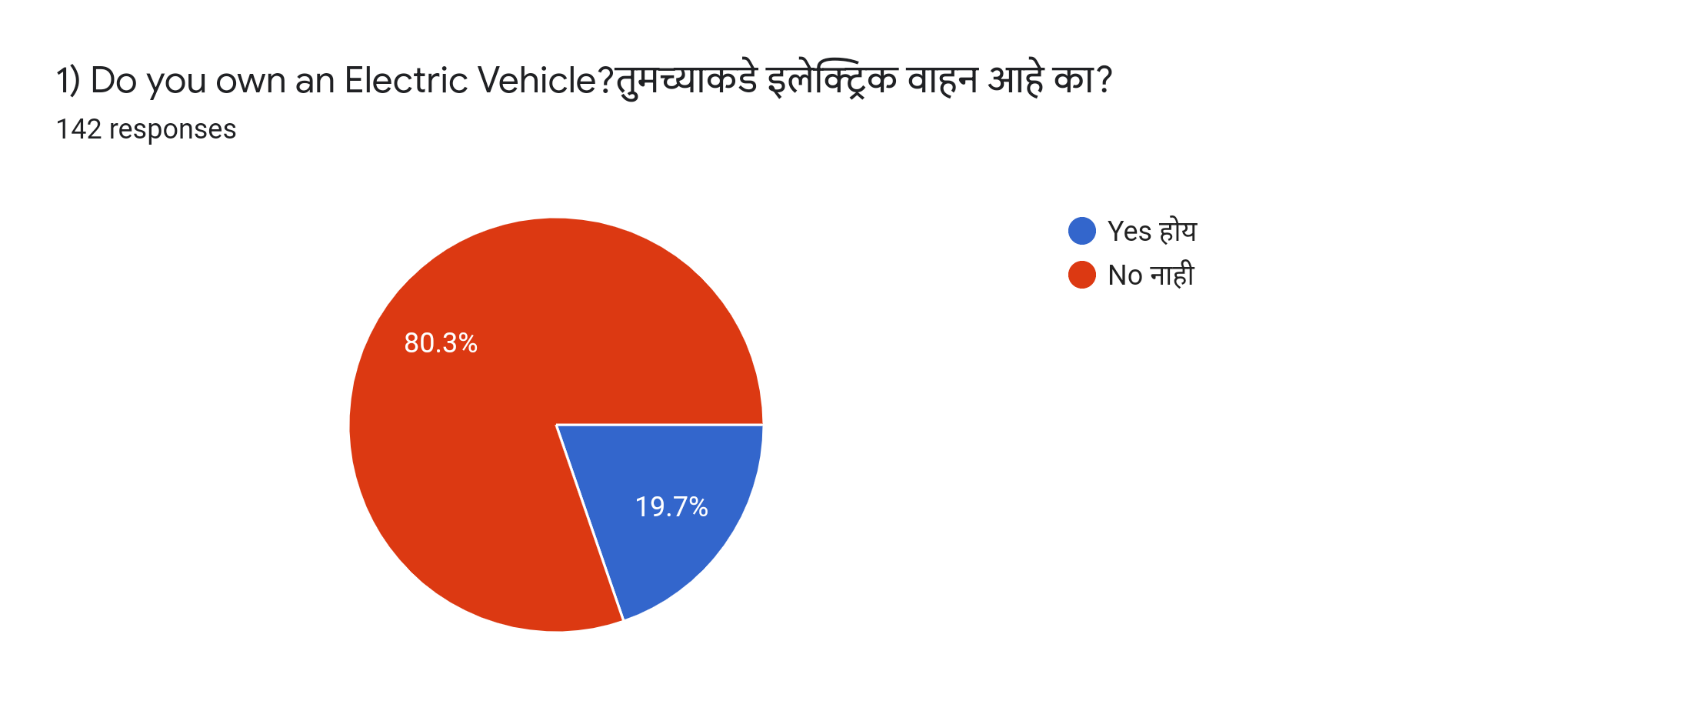 1) Do you own an Electric Vehicle?तुमच्याकडे इलेक्ट्रिक वाहन आहे का?
142 responses
Yes होय
No नाही
80.3%
19.7%